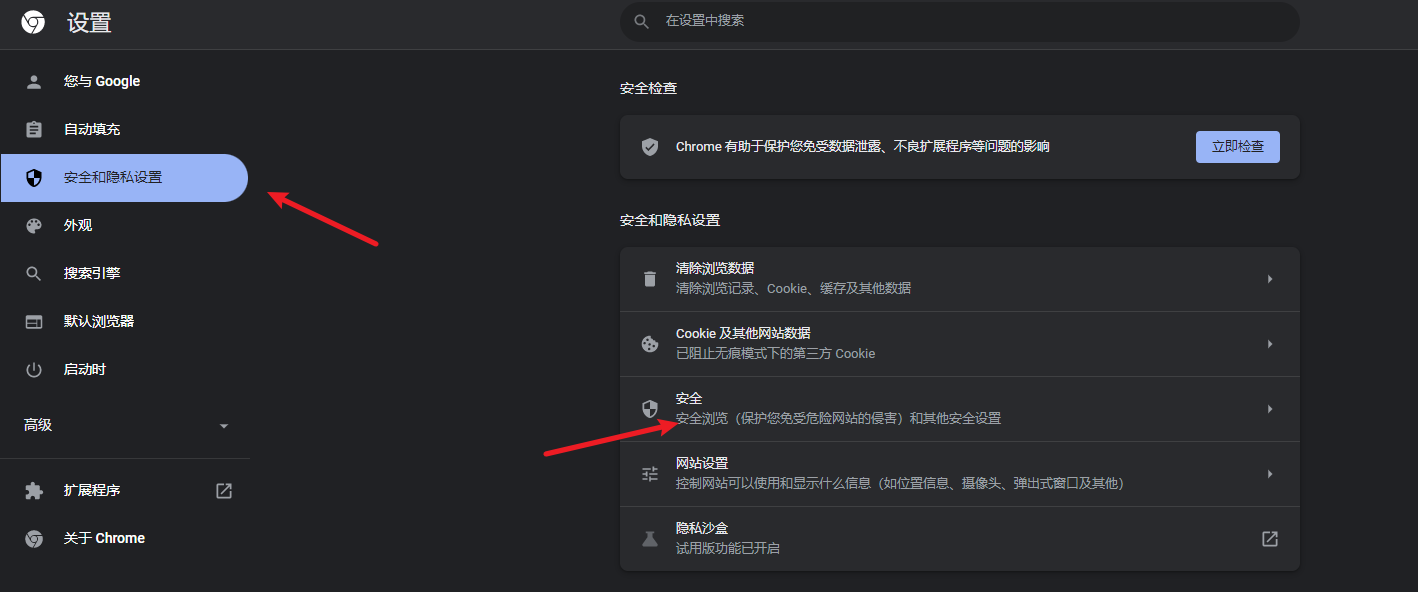 设置
在设置中搜索
您与 Google
自动填充
安全和隐私设置
外观
搜索引擎
默认浏览器
启动时
高级
扩展程序
关于 Chrome
安全检查
Chrome 有助于保护您免受数据泄露、不良扩展程序等问题的影响
立即检查
安全和隐私设置
清除浏览数据
清除浏览记录、Cookie、缓存及其他数据
Cookie 及其他网站数据
已阻止无痕模式下的第三方 Cookie
安全
安全浏览（保护您免受危险网站的侵害）和其他安全设置
网站设置
控制网站可以使用和显示什么信息（如位置信息、摄像头、弹出式窗口及其他）
隐私沙盒
试用版功能已开启